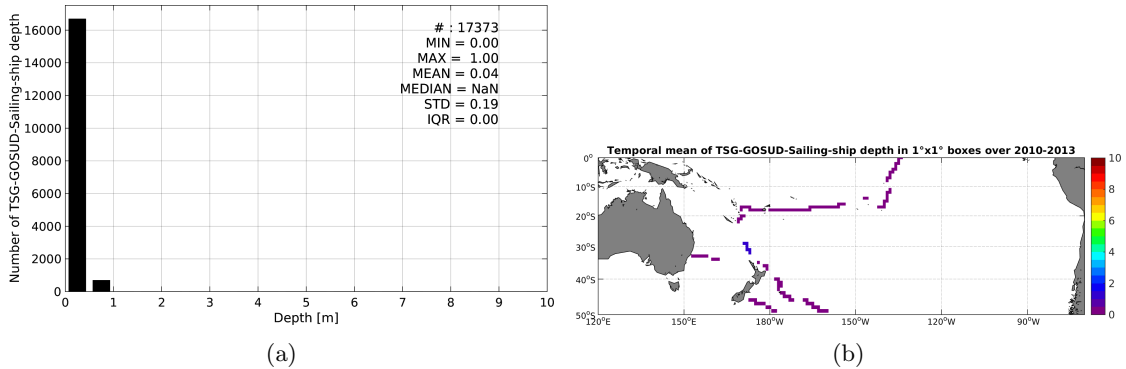 Number of TSG-GOSUD-Sailing-ship depth
16000
14000
12000
10000
8000
6000
4000
2000
0
# : 17373
MIN = 0.00
MAX = 1.00
MEAN = 0.04
MEDIAN = NaN
STD = 0.19
IQR = 0.00
0 1 2 3 4 5 6 7 8 9 10
Depth [m]
(a)
Temporal mean of TSG-GOSUD-Sailing-ship depth in 1°x1° boxes over 2010-2013
0°
10°S
20°S
30°S
40°S
50°S
120°E 150°E 180°W 150°W 120°W 90°W
10
8
6
4
2
0
(b)